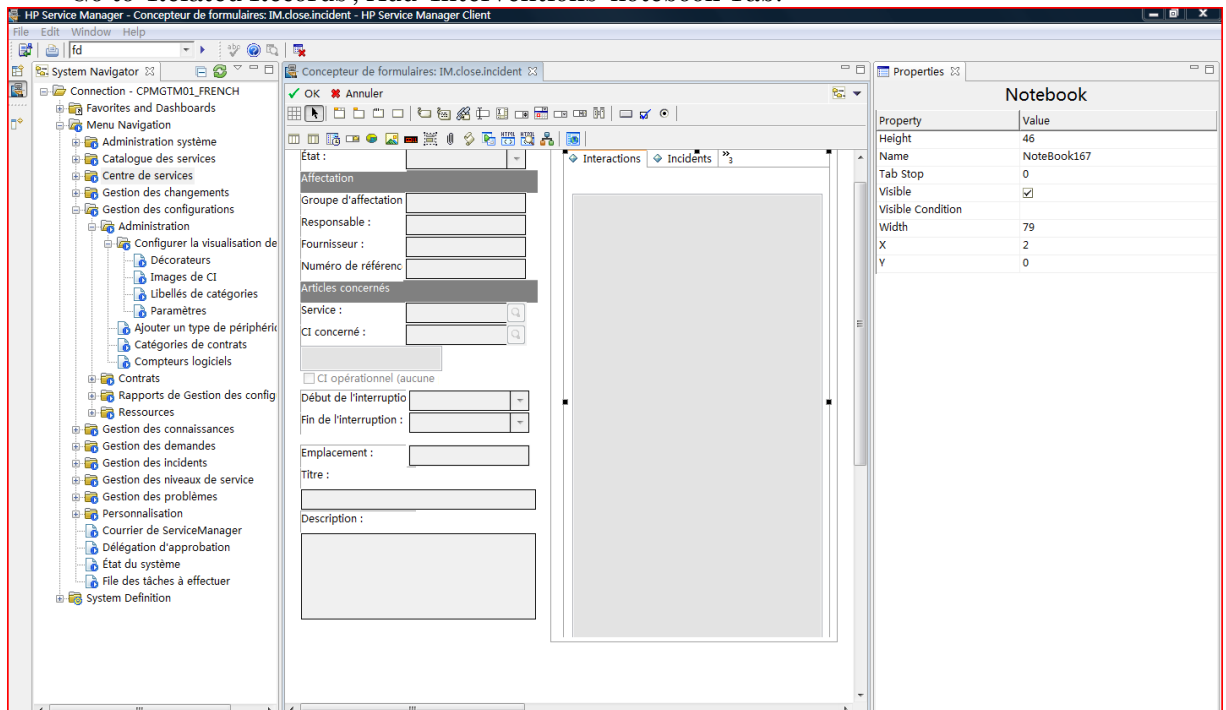 HP Service Manager - Concepteur de formulaires: IM.close.incident - HP Service Manager Client
File Edit Window Help
fd
System Navigator
Connection - CPMGTM01_FRENCH
Favorites and Dashboards
Menu Navigation
Administration système
Catalogue des services
Centre de services
Gestion des changements
Gestion des configurations
Administration
Configurer la visualisation de
Décorateurs
Images de CI
Libellés de catégories
Paramètres
Ajouter un type de périphéri
Catégories de contrats
Compteurs logiciels
Contrats
Rapports de Gestion des config
Ressources
Gestion des connaissances
Gestion des demandes
Gestion des incidents
Gestion des niveaux de service
Gestion des problèmes
Personnalisation
Courrier de ServiceManager
Délégation d'approbation
État du système
File des tâches à effectuer
System Definition
Concepteur de formulaires: IM.close.incident
OK Annuler
État :
Affectation
Groupe d'affectation
Responsable :
Fournisseur :
Numéro de référenc
Articles concernés
Service :
CI concerné :
CI opérationnel (aucune
Début de l'interruptio
Fin de l'interruption :
Emplacement :
Titre :
Description :
Interactions Incidents »3
Properties
Notebook
Property Value
Height 46
Name NoteBook167
Tab Stop 0
Visible
Visible Condition
Width 79
X 2
Y 0